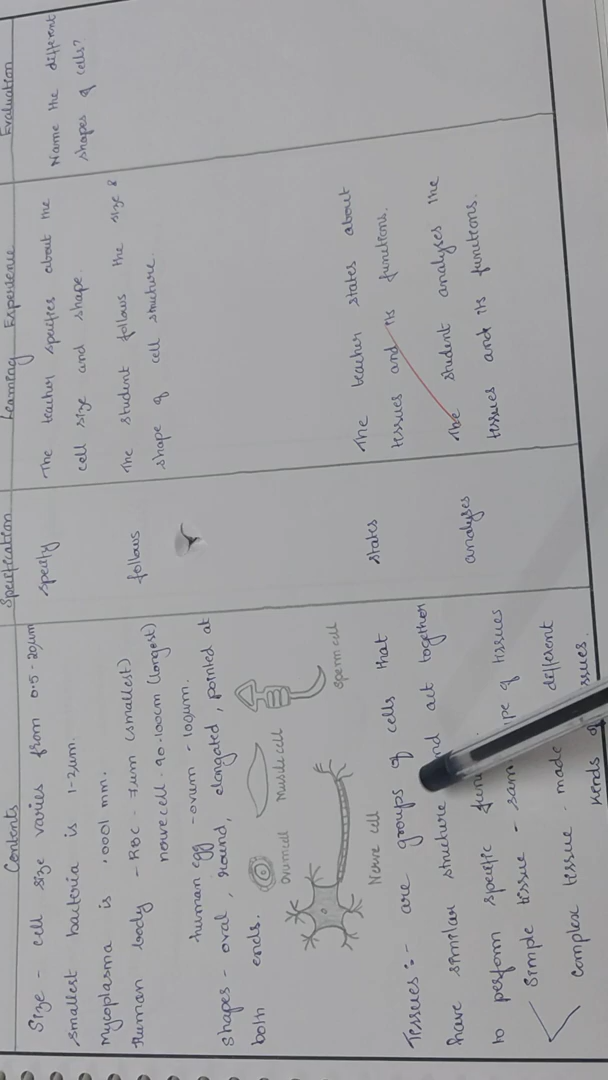 Contents
Size - cell size varies from 0.5 - 20µm
smallest bacteria is 1-2µm.
Mycoplasma is .0001 mm.
Human body - RBC - 7µm (smallest)
nerve cell - 90-100cm (longest)
human egg - ovum - 100µm.
shapes - oval, round, elongated, pointed at
both ends.
Ovum cell
Muscle cell
Sperm cell
Nerve cell
Tissues :- are groups of cells that
have similar structure and act together
to perform specific
Simple tissue - of tissues
Complex tissue. made different
kinds
Specification
specify
follows
states
analyses
Learning Experience
The teacher specifies about the
cell size and shape.
The student follows the size &
shape of cell structure.
The teacher states about
tissues and its functions.
The student analyses the
tissues and its functions.
Evaluation
Name the different
shapes of cells?